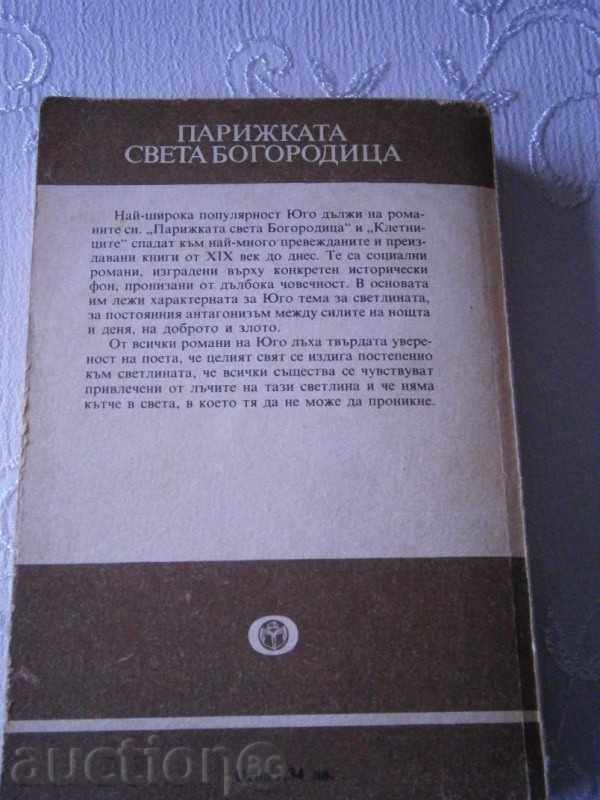 ПАРИЖКАТА
СВЕТА БОГОРОДИЦА
Най-широка популярност Юго дължи на рома-
ните си. „Парижката света Богородица“ и „Клетни-
ците“ спадат към най-много превежданите и преиз-
давани книги от XIX век до днес. Те са социални
романи, изградени върху конкретен исторически
фон, пронизани от дълбока човечност. В основата
им лежи характерната за Юго тема за светлината,
за постоянния антагонизъм между силите на нощта
и деня, на доброто и злото.
От всички романи на Юго лъха твърдата увере-
ност на поета, че целият свят се издига постепенно
към светлината, че всички същества се чувствуват
привлечени от лъчите на тази светлина и че няма
кътче в света, в което тя да не може да проникне.
auction BG